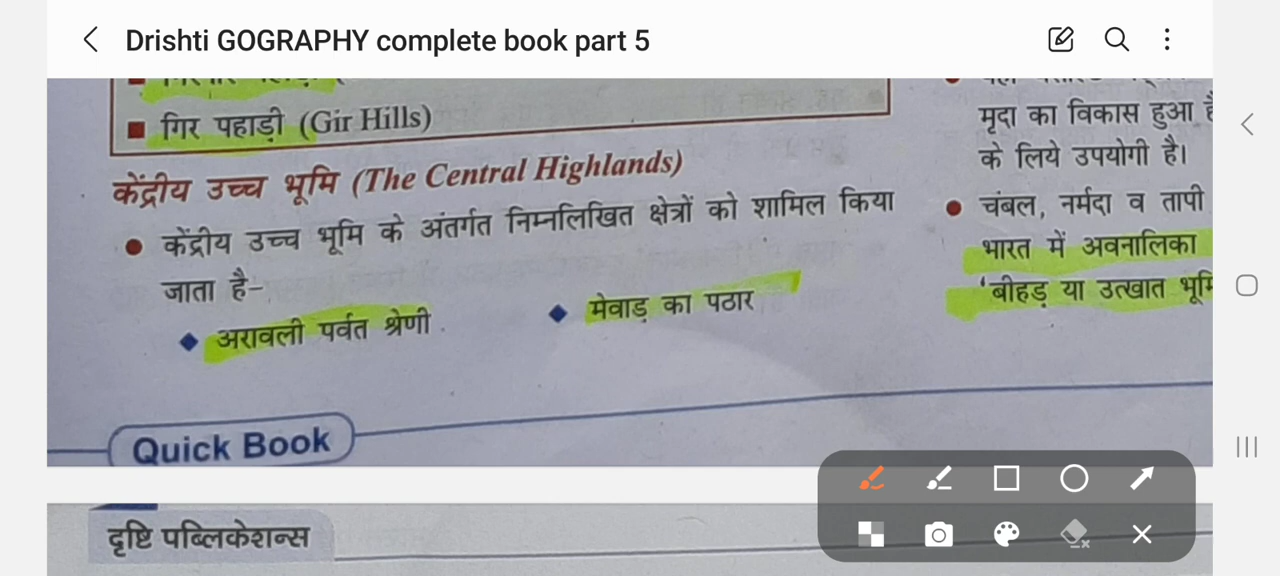 Drishti GOGRAPHY complete book part 5
■ गिर पहाड़ी (Gir Hills)
केंद्रीय उच्च भूमि (The Central Highlands)
● केंद्रीय उच्च भूमि के अंतर्गत निम्नलिखित क्षेत्रों को शामिल किया
जाता है–
◆ अरावली पर्वत श्रेणी
◆ मेवाड़ का पठार
मृदा का विकास हुआ है
के लिये उपयोगी है।
● चंबल, नर्मदा व तापी
भारत में अवनालिका
'बीहड़ या उत्खात भूमि
Quick Book
दृष्टि पब्लिकेशन्स